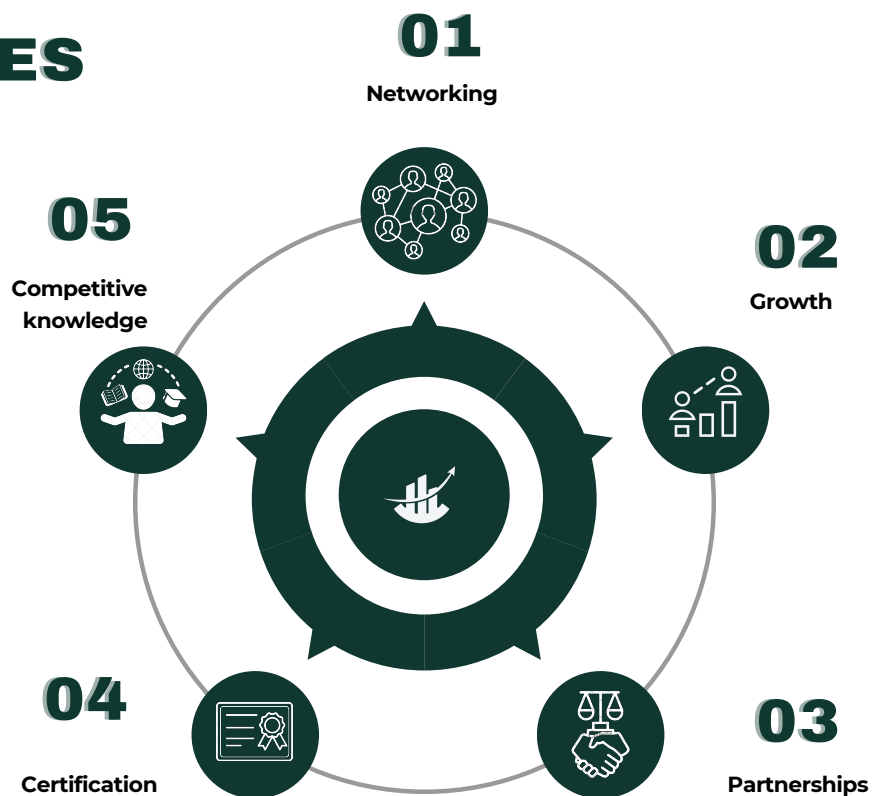 ES
01
Networking
05
Competitive
knowledge
02
Growth
04
Certification
03
Partnerships